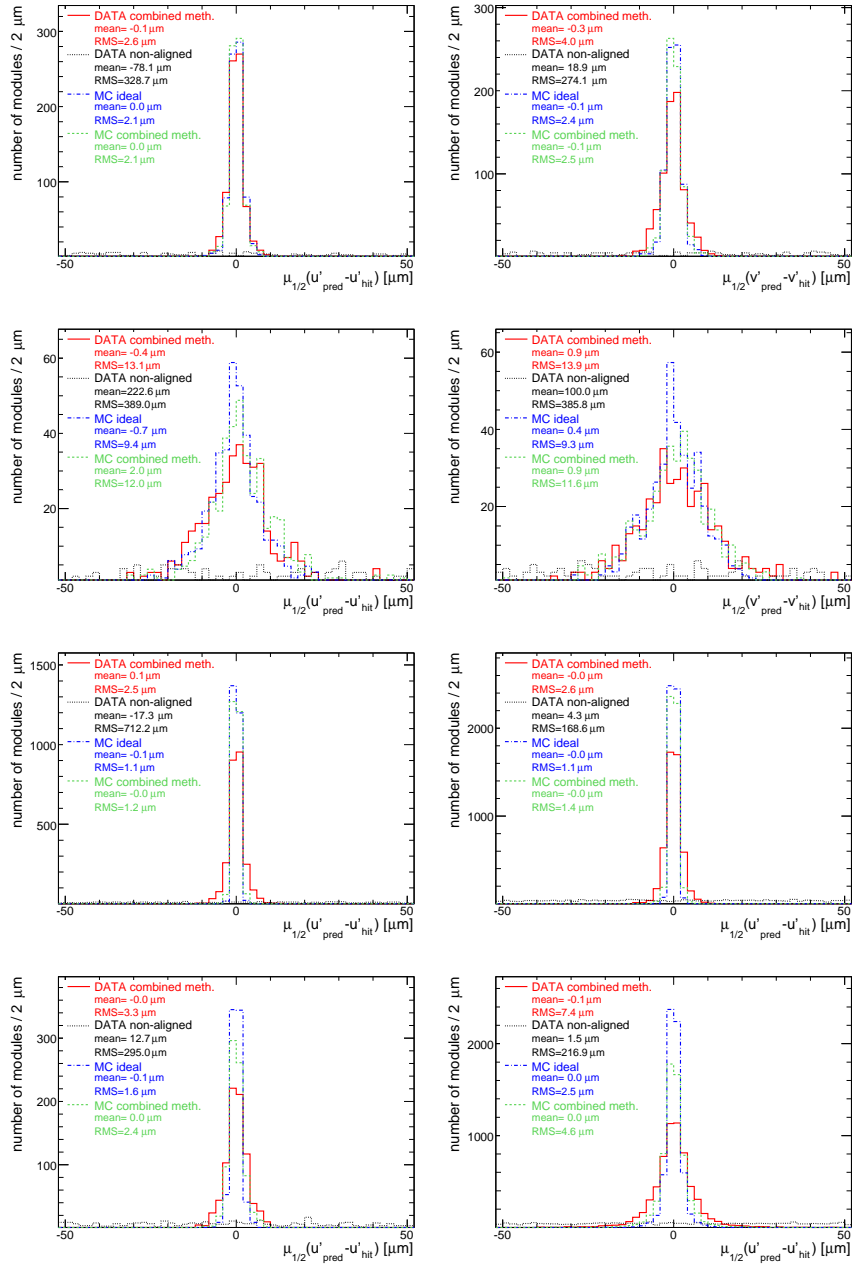 number of modules / 2 μm
300
200
100
DATA combined meth.
mean= -0.1 μm
RMS=2.6 μm
DATA non-aligned
mean= -78.1 μm
RMS=328.7 μm
MC ideal
mean= 0.0 μm
RMS=2.1 μm
MC combined meth.
mean= 0.0 μm
RMS=2.1 μm
-50 0 50
μ1/2(u'pred-u'hit) [μm]
number of modules / 2 μm
300
200
100
DATA combined meth.
mean= -0.3 μm
RMS=4.0 μm
DATA non-aligned
mean= 18.9 μm
RMS=274.1 μm
MC ideal
mean= -0.1 μm
RMS=2.4 μm
MC combined meth.
mean= -0.1 μm
RMS=2.5 μm
-50 0 50
μ1/2(v'pred-v'hit) [μm]
number of modules / 2 μm
60
40
20
DATA combined meth.
mean= -0.4 μm
RMS=13.1 μm
DATA non-aligned
mean=222.6 μm
RMS=389.0 μm
MC ideal
mean= -0.7 μm
RMS=9.4 μm
MC combined meth.
mean= 2.0 μm
RMS=12.0 μm
-50 0 50
μ1/2(u'pred-u'hit) [μm]
number of modules / 2 μm
60
40
20
DATA combined meth.
mean= 0.9 μm
RMS=13.9 μm
DATA non-aligned
mean=100.0 μm
RMS=385.8 μm
MC ideal
mean= 0.4 μm
RMS=9.3 μm
MC combined meth.
mean= 0.9 μm
RMS=11.6 μm
-50 0 50
μ1/2(v'pred-v'hit) [μm]
number of modules / 2 μm
1500
1000
500
DATA combined meth.
mean= 0.1 μm
RMS=2.5 μm
DATA non-aligned
mean= -17.3 μm
RMS=712.2 μm
MC ideal
mean= -0.1 μm
RMS=1.1 μm
MC combined meth.
mean= -0.0 μm
RMS=1.2 μm
-50 0 50
μ1/2(u'pred-u'hit) [μm]
number of modules / 2 μm
2000
1000
DATA combined meth.
mean= -0.0 μm
RMS=2.6 μm
DATA non-aligned
mean= 4.3 μm
RMS=168.6 μm
MC ideal
mean= -0.0 μm
RMS=1.1 μm
MC combined meth.
mean= -0.0 μm
RMS=1.4 μm
-50 0 50
μ1/2(u'pred-u'hit) [μm]
number of modules / 2 μm
300
200
100
DATA combined meth.
mean= -0.0 μm
RMS=3.3 μm
DATA non-aligned
mean= 12.7 μm
RMS=295.0 μm
MC ideal
mean= -0.1 μm
RMS=1.6 μm
MC combined meth.
mean= 0.0 μm
RMS=2.4 μm
-50 0 50
μ1/2(u'pred-u'hit) [μm]
number of modules / 2 μm
2000
1000
DATA combined meth.
mean= -0.1 μm
RMS=7.4 μm
DATA non-aligned
mean= 1.5 μm
RMS=216.9 μm
MC ideal
mean= 0.0 μm
RMS=2.5 μm
MC combined meth.
mean= 0.0 μm
RMS=4.6 μm
-50 0 50
μ1/2(u'pred-u'hit) [μm]